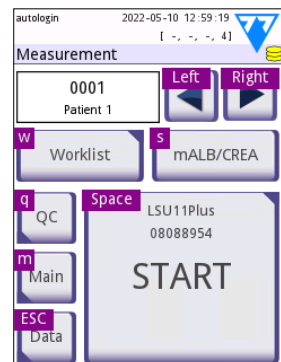 autologin 2022-05-10 12:59:19
[ -, -, -, 4]
Measurement
0001
Patient 1
Left
Right
w
Worklist
s
mALB/CREA
q
QC
Space
LSU11Plus
08088954
START
m
Main
ESC
Data